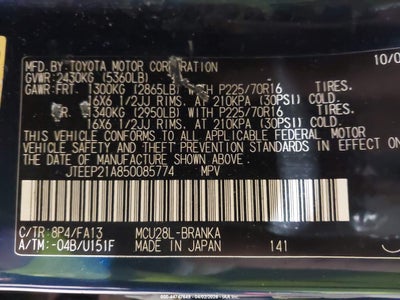 MFD. BY: TOYOTA MOTOR CORPORATION 10/0
GVWR: 2430KG (5360LB)
GAWR: FRT. 1300KG (2865LB) WITH P225/70R16 TIRES.
16X6 1/2JJ RIMS. AT 210KPA (30PSI) COLD.
RR. 1340KG (2950LB) WITH P225/70R16 TIRES.
16X6 1/2JJ RIMS. AT 210KPA (30PSI) COLD.
THIS VEHICLE CONFORMS TO ALL APPLICABLE FEDERAL MOTOR
VEHICLE SAFETY AND THEFT PREVENTION STANDARDS IN EFFECT ON
THE DATE OF MANUFACTURE SHOWN ABOVE.
JTEEP21A850085774 MPV
C/TR: 8P4/FA13 MCU28L-BRANKA
A/TM: -04B/U151F MADE IN JAPAN 141